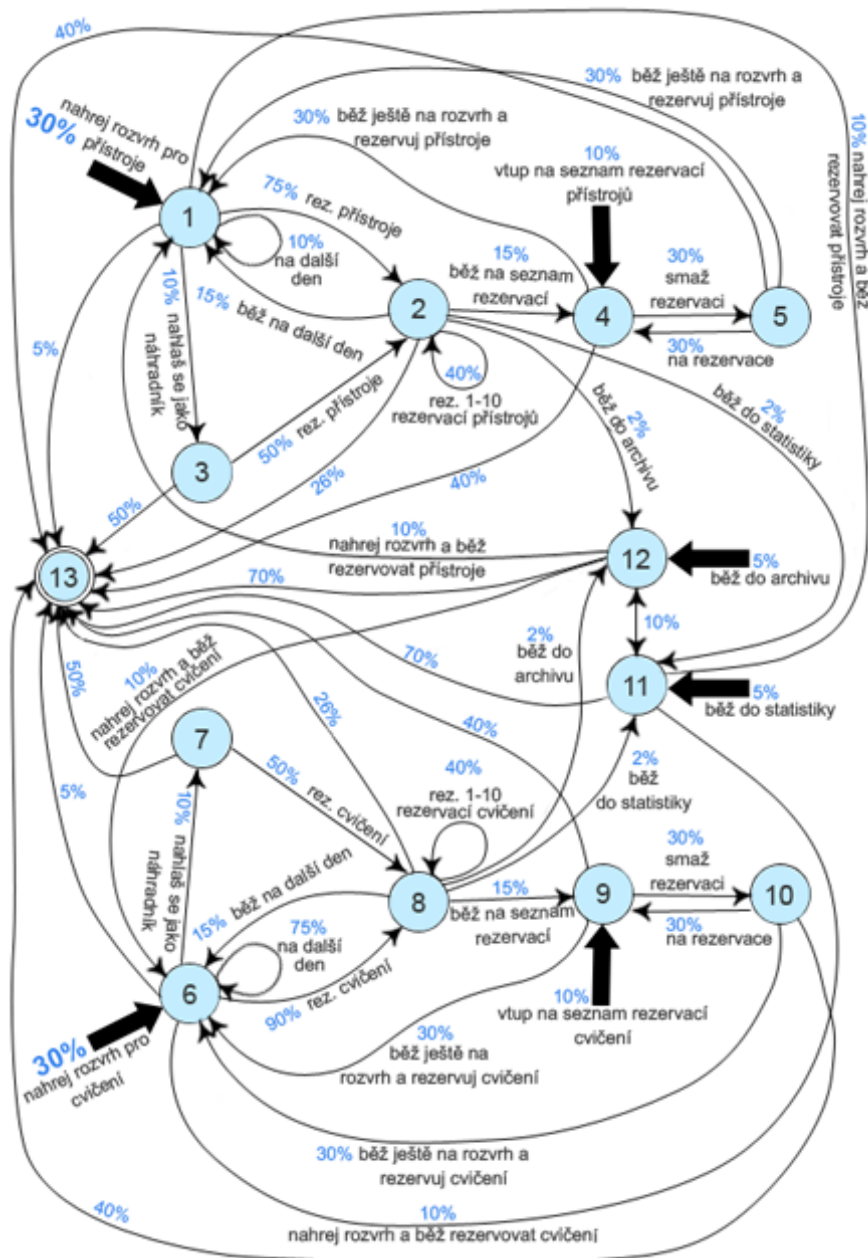 40%
30% běž ještě na rozvrh a
rezervuj přístroje
nahrej rozvrh pro
30% přístroje
30% běž ještě na rozvrh a
rezervuj přístroje
10%
vtup na seznam rezervací
přístrojů
10% nahrej rozvrh a běž
rezervovat přístroje
1
75% rez. přístroje
10%
na další
den
15%
běž na seznam
rezervací
30%
smaž
rezervaci
2
4
5
15% běž na další den
10% nahlaš se jako
náhradník
5%
30%
na rezervace
40%
rez. 1-10
rezervací přístrojů
50% rez. přístroje
2%
běž do archivu
2%
běž do statistiky
3
50%
26%
40%
10%
nahrej rozvrh a běž
rezervovat přístroje
12
5%
běž do archivu
13
70%
10%
2%
běž do
archivu
10%
nahrej rozvrh a běž
rezervovat cvičení
50%
26%
70%
11
5%
běž do statistiky
7
40%
2%
běž
do statistiky
50% rez. cvičení
40%
rez. 1-10
rezervací cvičení
5%
10% nahlaš se jako
náhradník
15% běž na další den
30%
smaž
rezervaci
8
15%
běž na seznam
rezervací
9
10
30%
na rezervace
75%
na další
den
6
90% rez. cvičení
10%
vtup na seznam rezervací
cvičení
30%
nahrej rozvrh pro
cvičení
30%
běž ještě na
rozvrh a rezervuj cvičení
30% běž ještě na rozvrh a
rezervuj cvičení
40%
10%
nahrej rozvrh a běž rezervovat cvičení